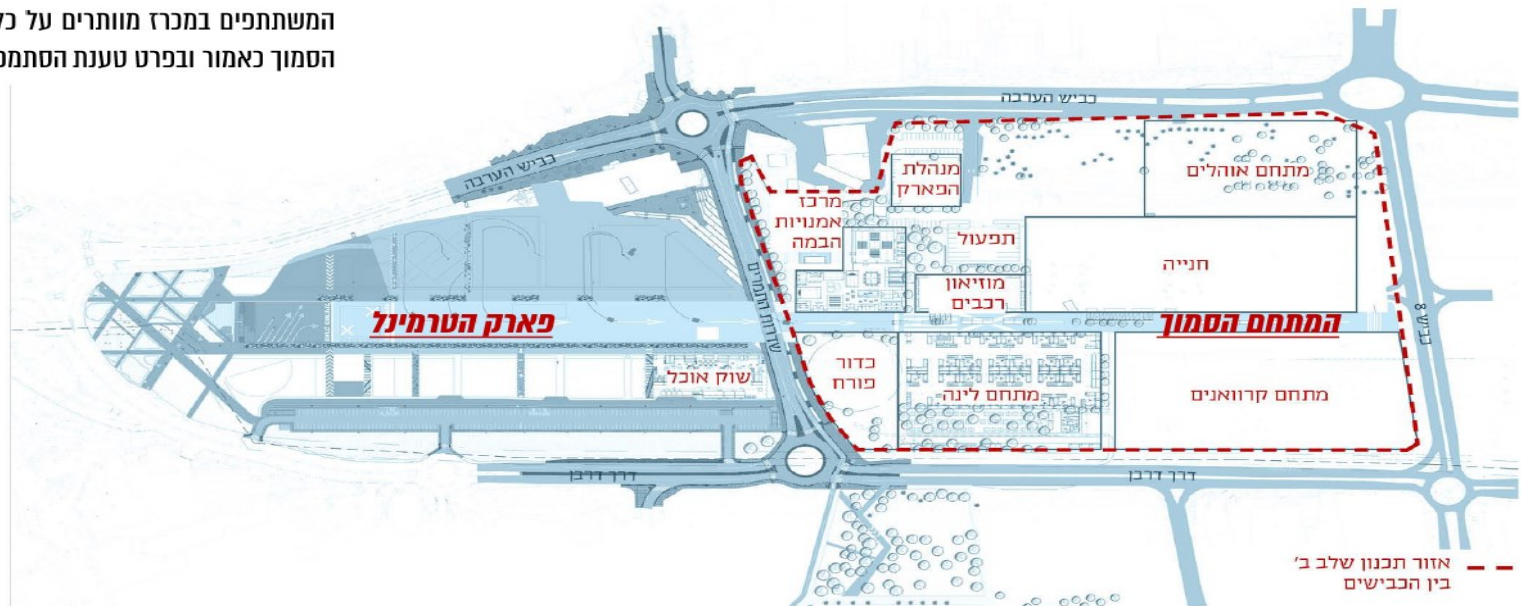 המשתתפים במכרז מוותרים על
הסמוך כאמור ובפרט טענת
כביש הערבה
כביש הערבה
מתחם אוהלים
מנהלת
הפארק
מרכז
אמנויות
הבמה
תפעול
חנייה
מוזיאון
רכבים
פארק הטרמינל
המתחם הסמוך
שדרות התמרים
כביש 8
כדור
פורח
שוק אוכל
מתחם לינה
מתחם קרוואנים
דרך דרבן
דרך דרבן
אזור תכנון שלב ב'
בין הכבישים